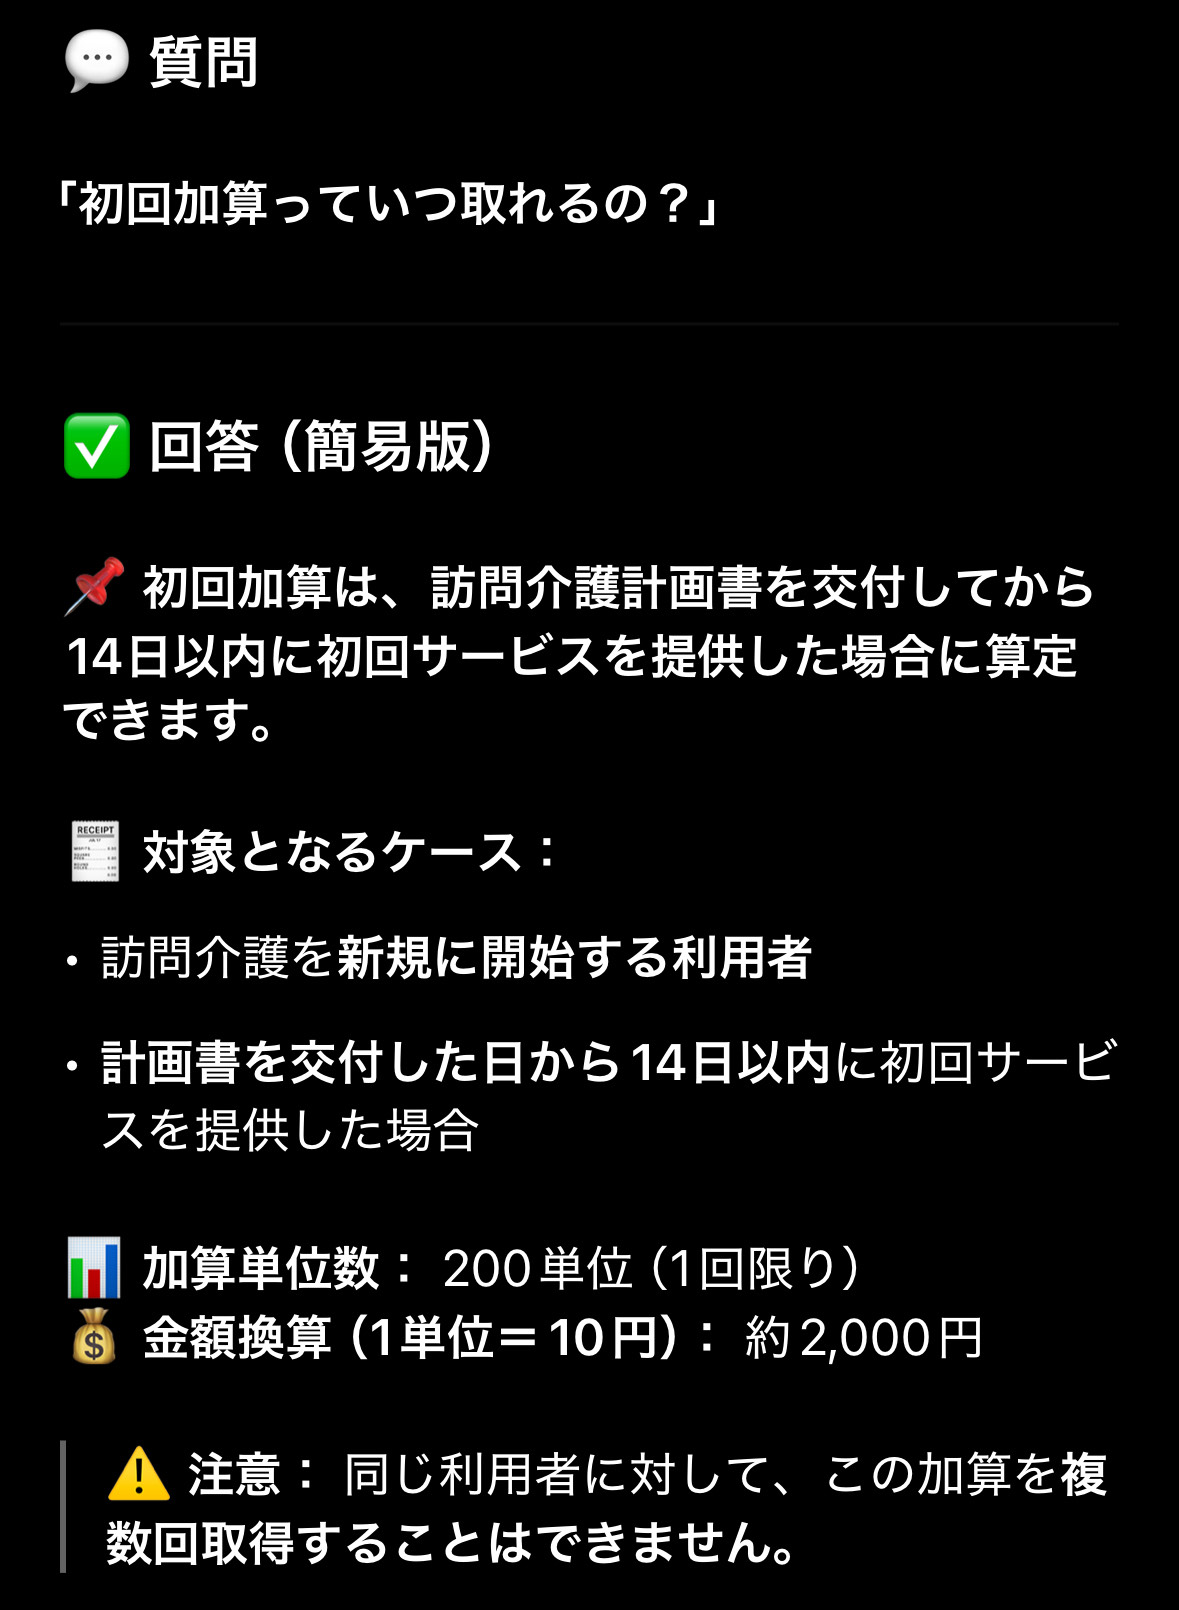 💬 質問
「初回加算っていつ取れるの？」
✅ 回答（簡易版）
📌 初回加算は、訪問介護計画書を交付してから
14日以内に初回サービスを提供した場合に算定
できます。
🧾 対象となるケース：
• 訪問介護を新規に開始する利用者
• 計画書を交付した日から14日以内に初回サービ
スを提供した場合
📊 加算単位数： 200単位（1回限り）
💰 金額換算（1単位＝10円）： 約2,000円
⚠️ 注意： 同じ利用者に対して、この加算を複
数回取得することはできません。